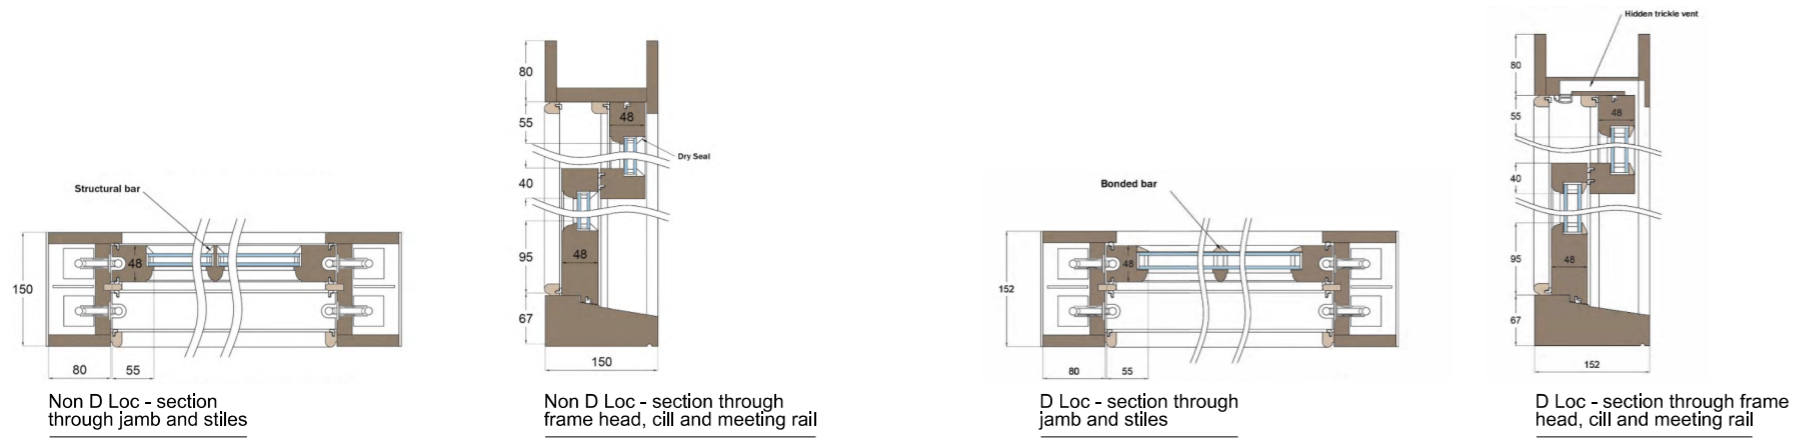 Structural bar
48
150
80
55
Non D Loc - section
through jamb and stiles
80
55
40
95
67
48
Dry Seal
48
150
Non D Loc - section through
frame head, cill and meeting rail
Bonded bar
48
152
80
55
D Loc - section through
jamb and stiles
Hidden trickle vent
80
55
40
95
67
48
48
152
D Loc - section through frame
head, cill and meeting rail